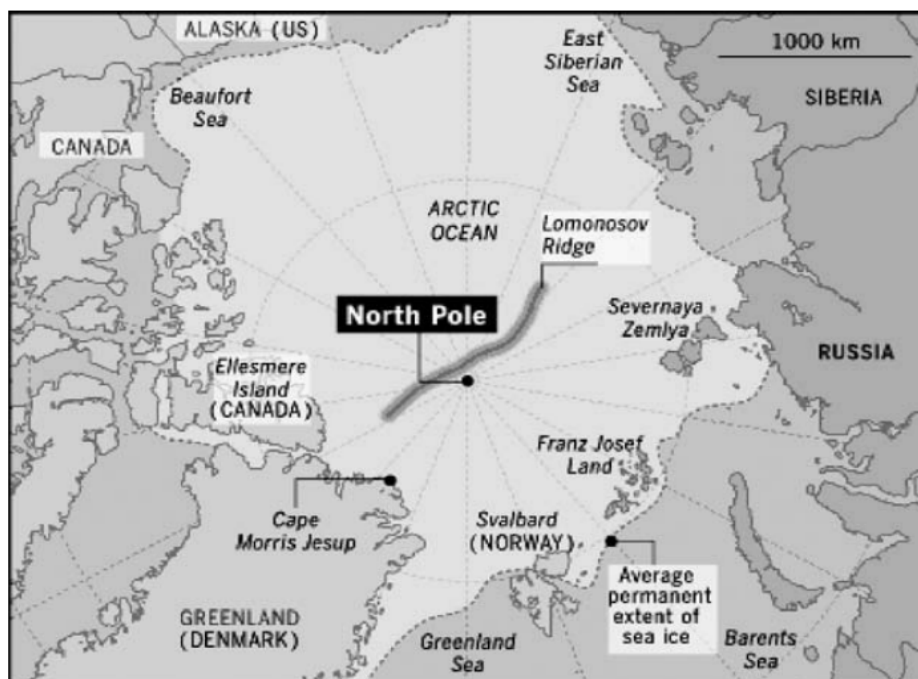 ALASKA (US)
East
Siberian
Sea
1000 km
Beaufort
Sea
SIBERIA
CANADA
ARCTIC
OCEAN
Lomonosov
Ridge
North Pole
Severnaya
Zemlya
RUSSIA
Ellesmere
Island
(CANADA)
Franz Josef
Land
Cape
Morris Jesup
Svalbard
(NORWAY)
Average
permanent
extent of
sea ice
GREENLAND
(DENMARK)
Greenland
Sea
Barents
Sea